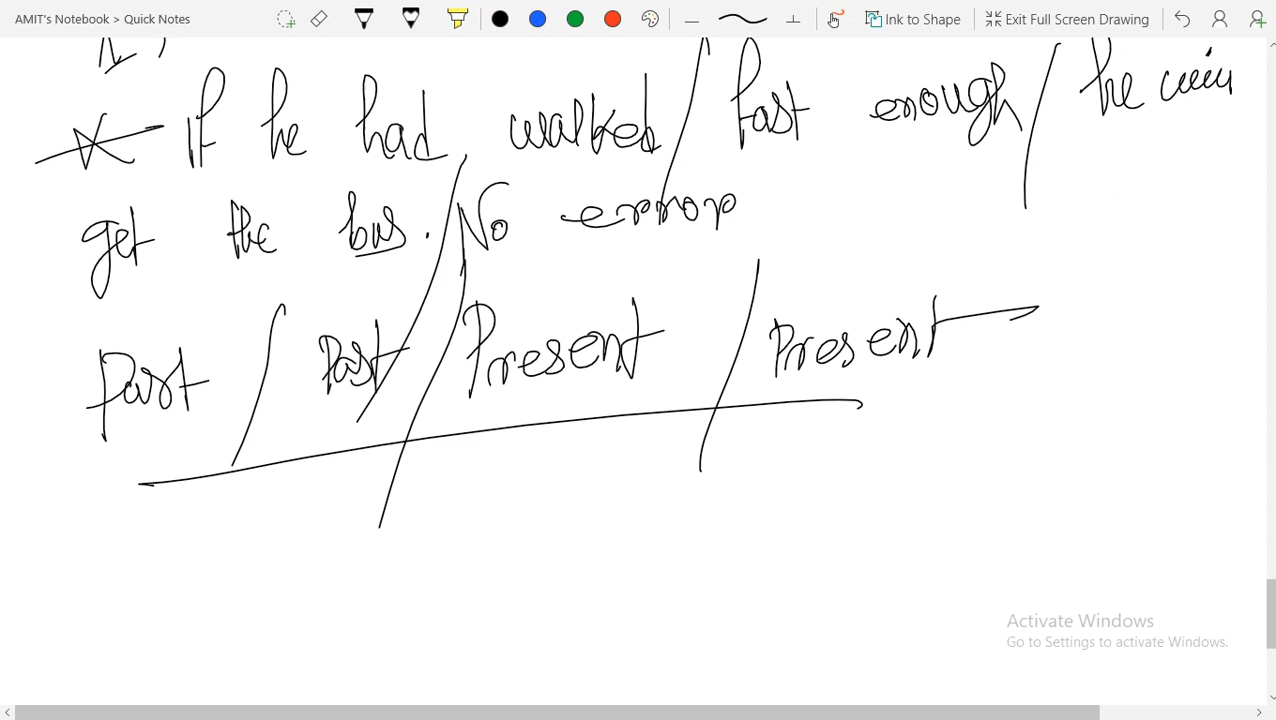 AMIT's Notebook > Quick Notes
Ink to Shape
Exit Full Screen Drawing
If he had walked / fast enough / he
get the bus. / No error
Past / Past / Present / Present
Activate Windows
Go to Settings to activate Windows.